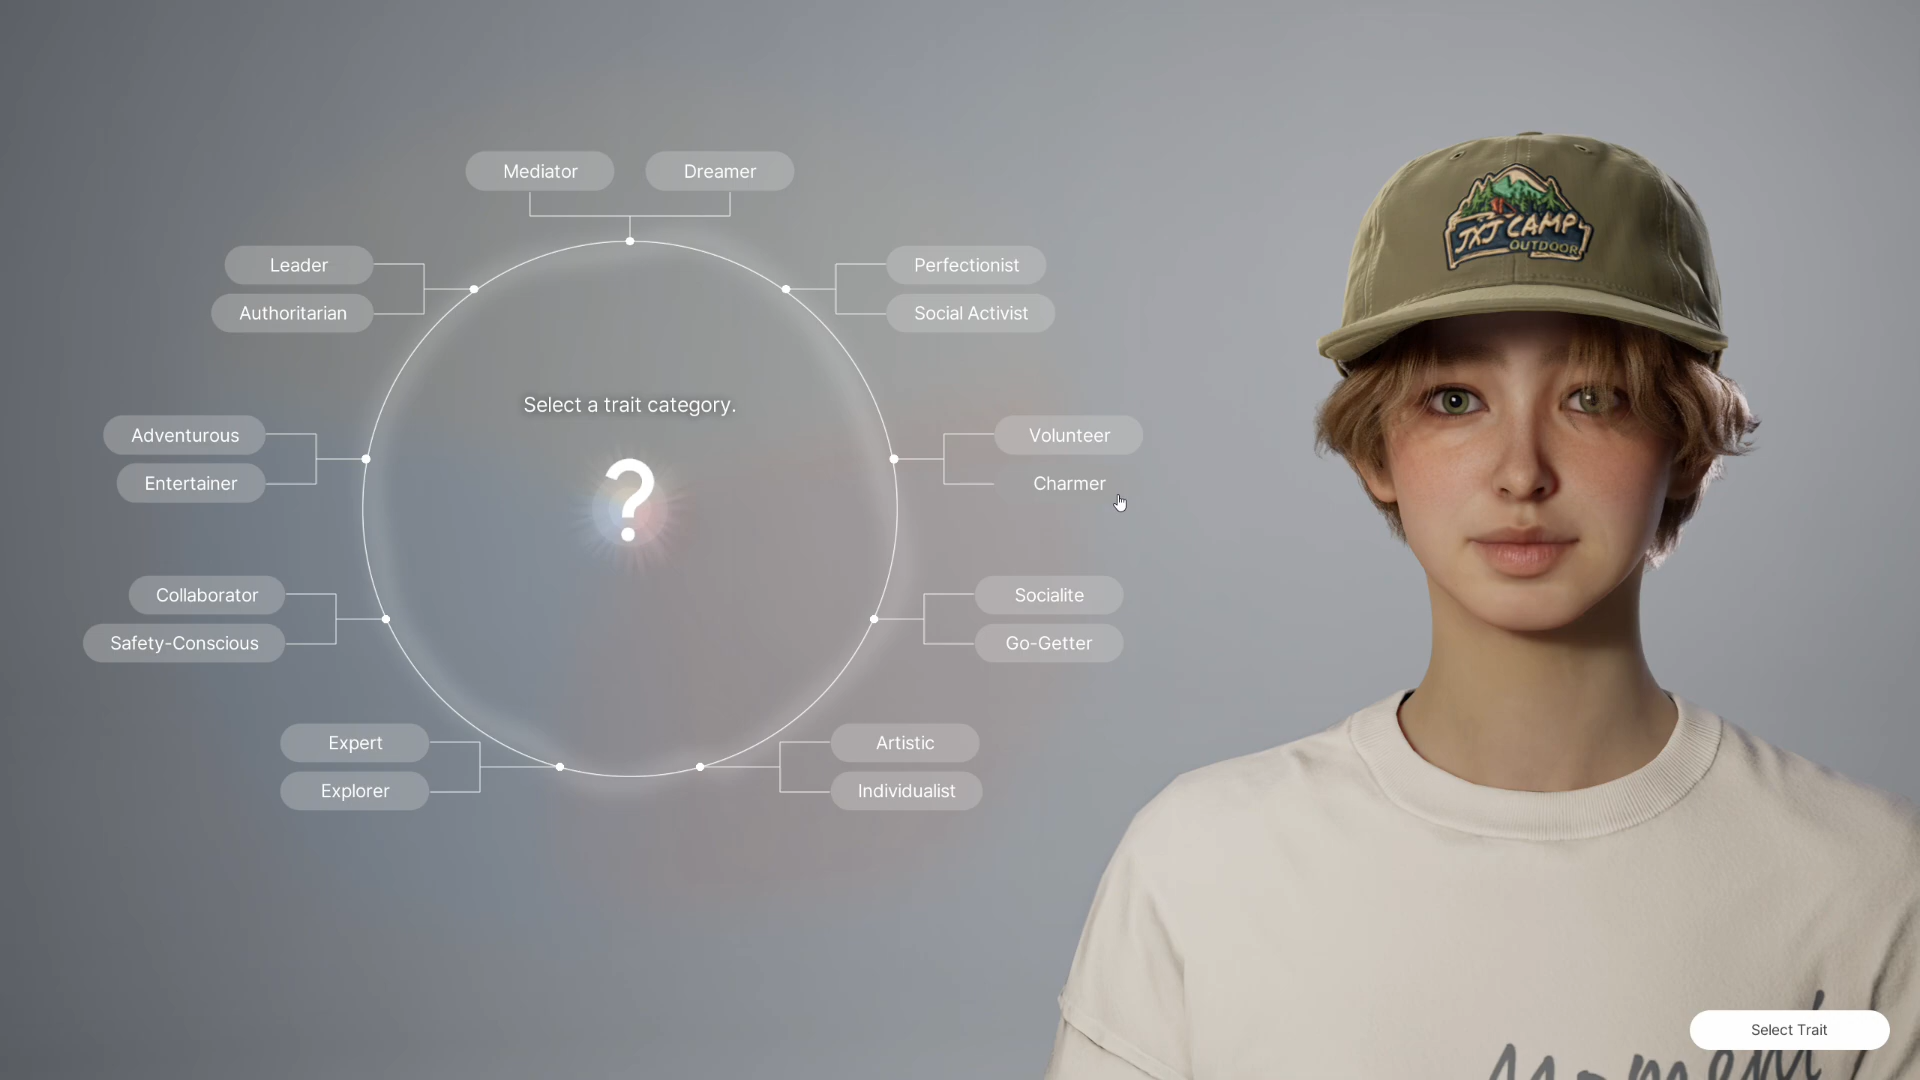 Mediator
Dreamer
Leader
Authoritarian
Perfectionist
Social Activist
Select a trait category.
?
Adventurous
Entertainer
Volunteer
Charmer
Collaborator
Safety-Conscious
Socialite
Go-Getter
Expert
Explorer
Artistic
Individualist
JXJ CAMP
OUTDOOR
Moment
Select Trait